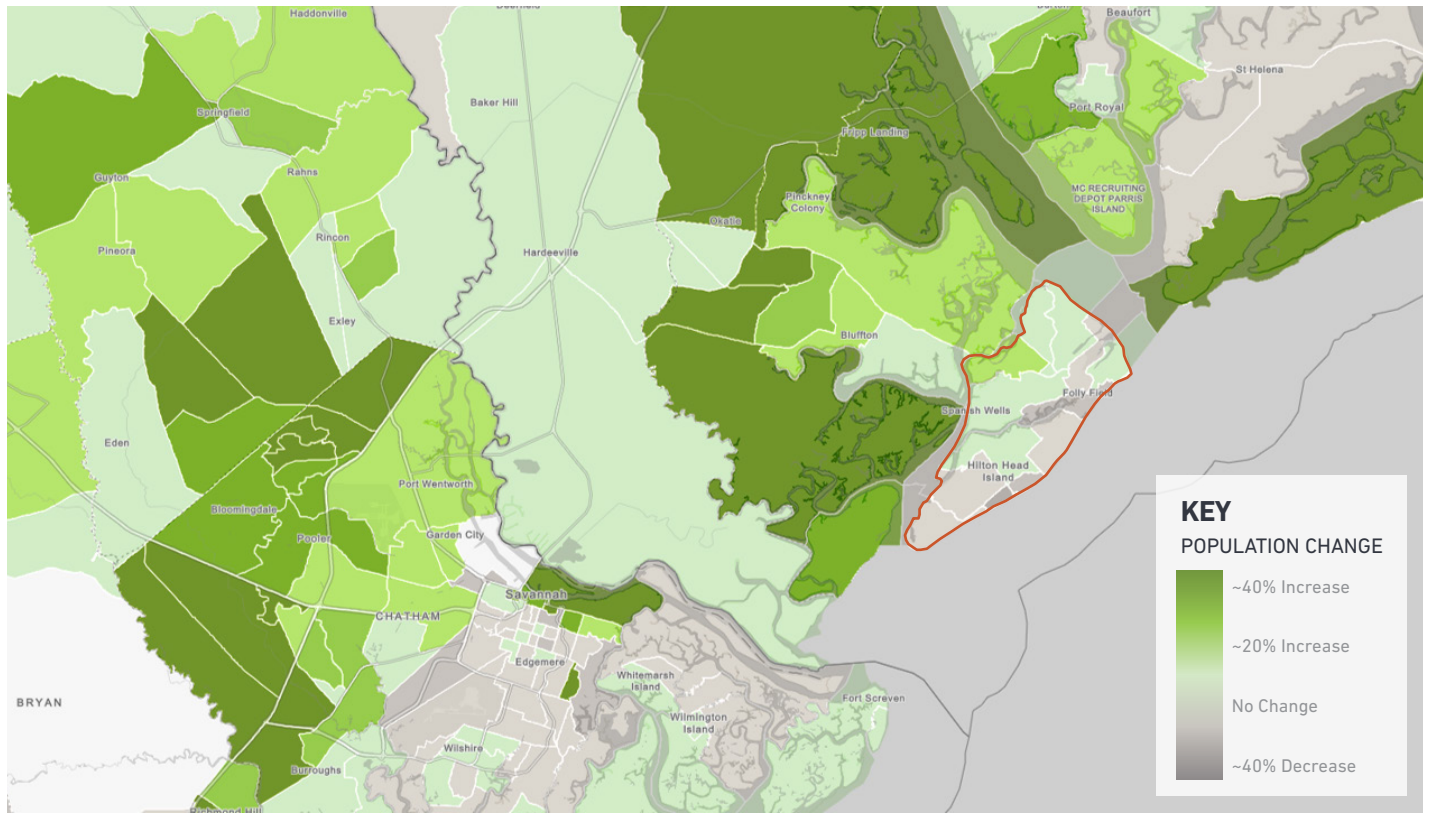 Haddonville
Beaufort
St Helena
Baker Hill
Port Royal
Springfield
Fripp Landing
Rahns
Guyton
MC RECRUITING
DEPOT PARRIS
ISLAND
Pinckney
Colony
Okatie
Rincon
Pineora
Hardeeville
Exley
Bluffton
Folly Field
Spanish Wells
Eden
Hilton Head
Island
Port Wentworth
Bloomingdale
Garden City
Pooler
Savannah
CHATHAM
Edgemere
Whitemarsh
Island
Fort Screven
BRYAN
Wilmington
Island
Wilshire
Burroughs
Richmond Hill
KEY
POPULATION CHANGE
~40% Increase
~20% Increase
No Change
~40% Decrease